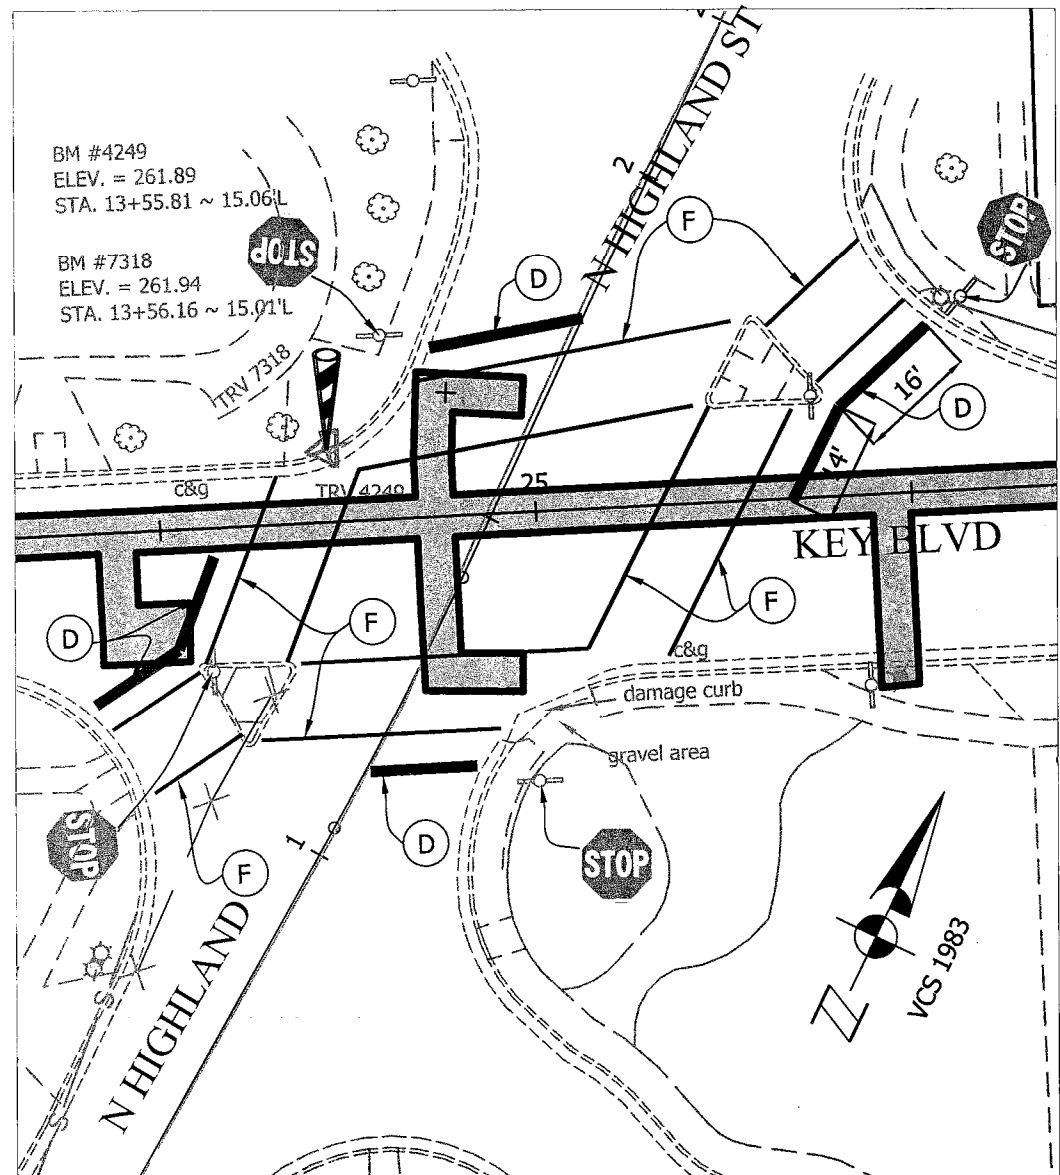 N HIGHLAND ST
2
2
BM #4249
ELEV. = 261.89
STA. 13+55.81 ~ 15.06'L
STOP
BM #7318
ELEV. = 261.94
STA. 13+56.16 ~ 15.01'L
F
STOP
D
TRV 7318
16'
D
14'
c&g
TRV 4249
25
KEY BLVD
D
F
F
c&g
damage curb
gravel area
STOP
F
D
STOP
1
N HIGHLAND
S
S
N
VCS 1983